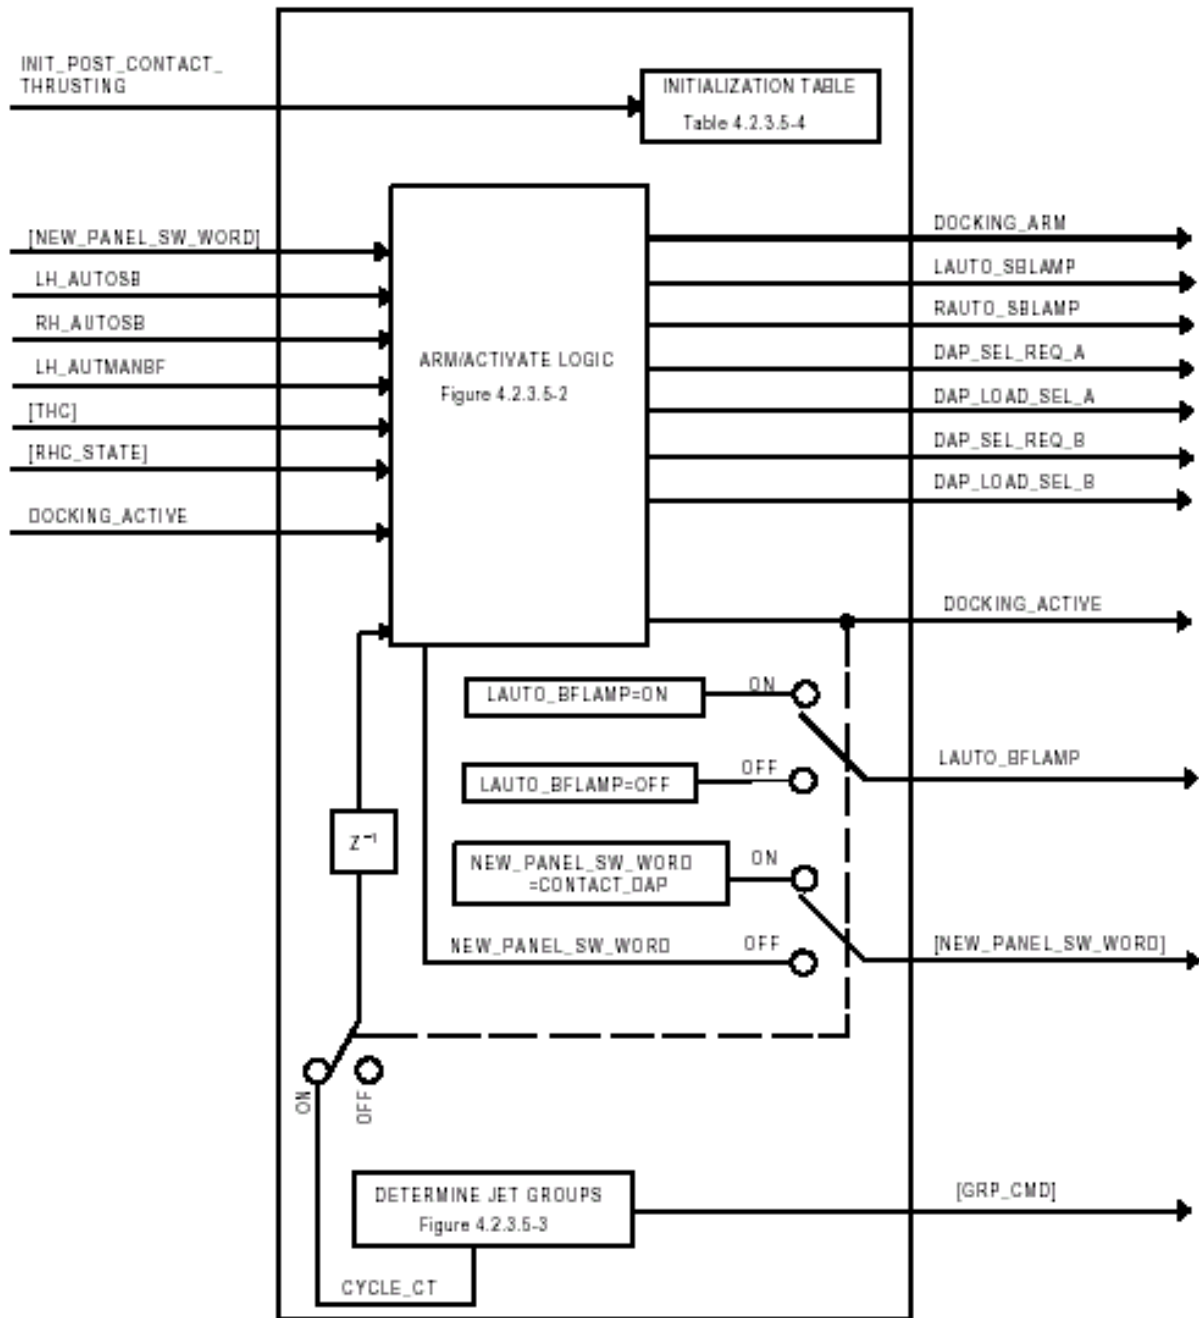 INIT_POST_CONTACT_
THRUSTING
INITIALIZATION TABLE
Table 4.2.3.5-4
[NEW_PANEL_SW_WORD]
LH_AUTOSB
RH_AUTOSB
LH_AUTMANBF
[THC]
[RHC_STATE]
DOCKING_ACTIVE
ARM/ACTIVATE LOGIC
Figure 4.2.3.5-2
DOCKING_ARM
LAUTO_SBLAMP
RAUTO_SBLAMP
DAP_SEL_REQ_A
DAP_LOAD_SEL_A
DAP_SEL_REQ_B
DAP_LOAD_SEL_B
DOCKING_ACTIVE
LAUTO_BFLAMP=ON
ON
LAUTO_BFLAMP=OFF
OFF
LAUTO_BFLAMP
Z⁻¹
NEW_PANEL_SW_WORD
=CONTACT_DAP
ON
NEW_PANEL_SW_WORD
OFF
[NEW_PANEL_SW_WORD]
ON
OFF
DETERMINE JET GROUPS
Figure 4.2.3.5-3
[GRP_CMD]
CYCLE_CT